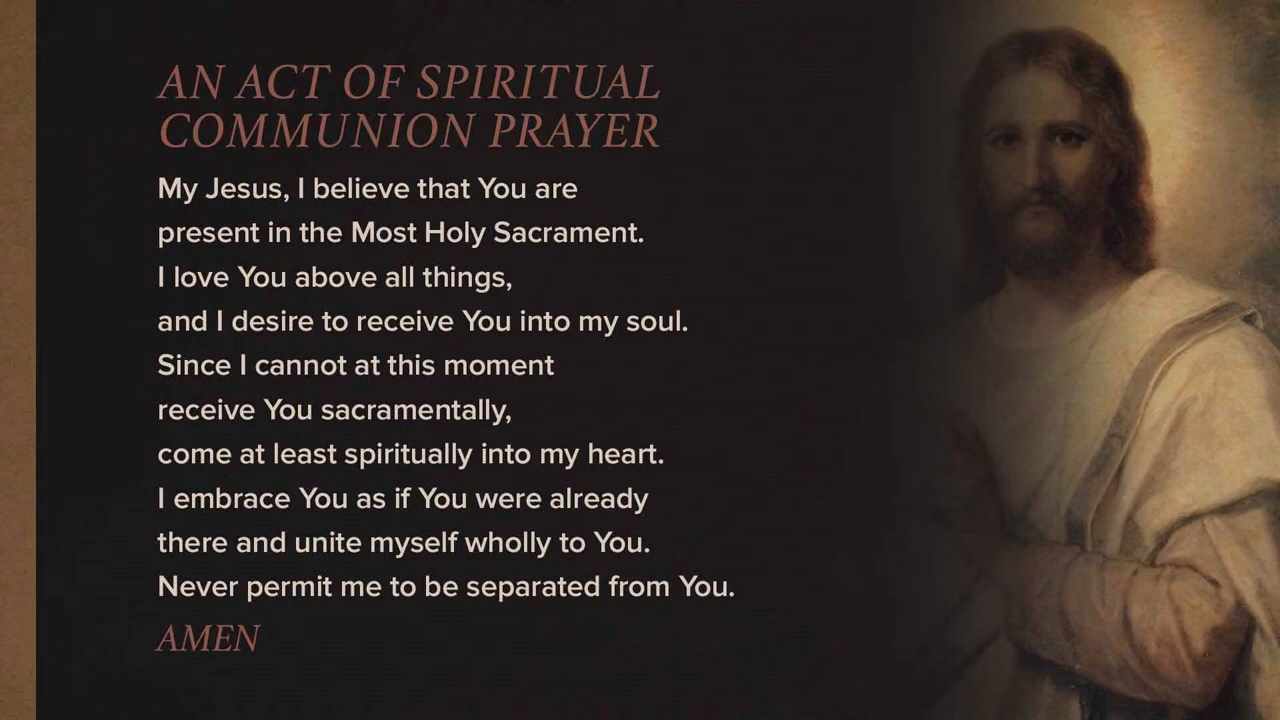 AN ACT OF SPIRITUAL
COMMUNION PRAYER
My Jesus, I believe that You are
present in the Most Holy Sacrament.
I love You above all things,
and I desire to receive You into my soul.
Since I cannot at this moment
receive You sacramentally,
come at least spiritually into my heart.
I embrace You as if You were already
there and unite myself wholly to You.
Never permit me to be separated from You.
AMEN